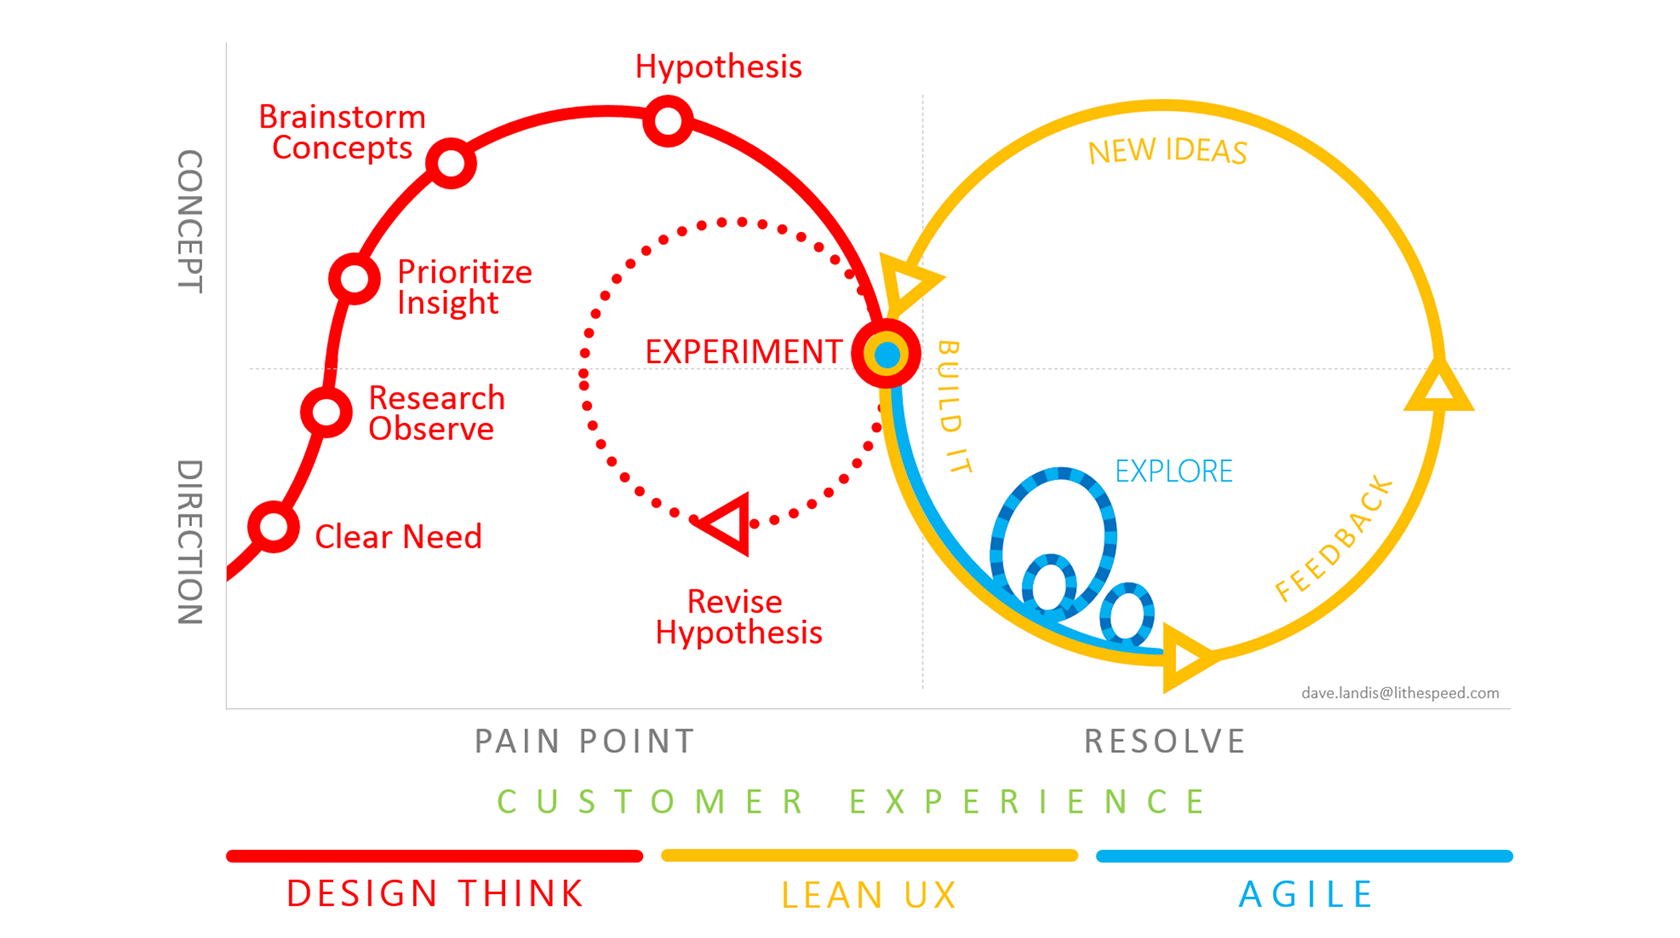 Hypothesis
Brainstorm
Concepts
NEW IDEAS
CONCEPT
Prioritize
Insight
EXPERIMENT
BUILD IT
Research
Observe
DIRECTION
EXPLORE
FEEDBACK
Clear Need
Revise
Hypothesis
dave.landis@lithespeed.com
PAIN POINT
RESOLVE
CUSTOMER EXPERIENCE
DESIGN THINK
LEAN UX
AGILE